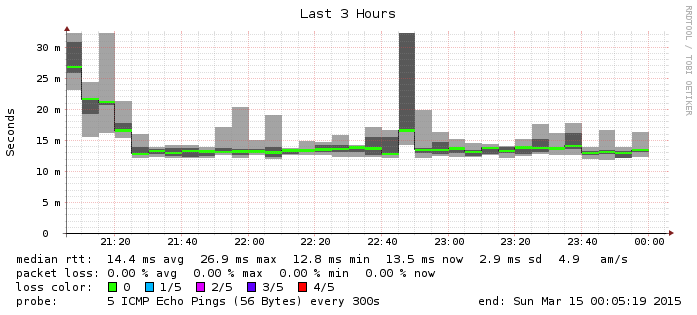 Last 3 Hours
RRDTOOL / TOBI OETIKER
Seconds
30 m
25 m
20 m
15 m
10 m
5 m
0
21:20 21:40 22:00 22:20 22:40 23:00 23:20 23:40 00:00
median rtt: 14.4 ms avg 26.9 ms max 12.8 ms min 13.5 ms now 2.9 ms sd 4.9 am/s
packet loss: 0.00 % avg 0.00 % max 0.00 % min 0.00 % now
loss color: 0 1/5 2/5 3/5 4/5
probe: 5 ICMP Echo Pings (56 Bytes) every 300s end: Sun Mar 15 00:05:19 2015